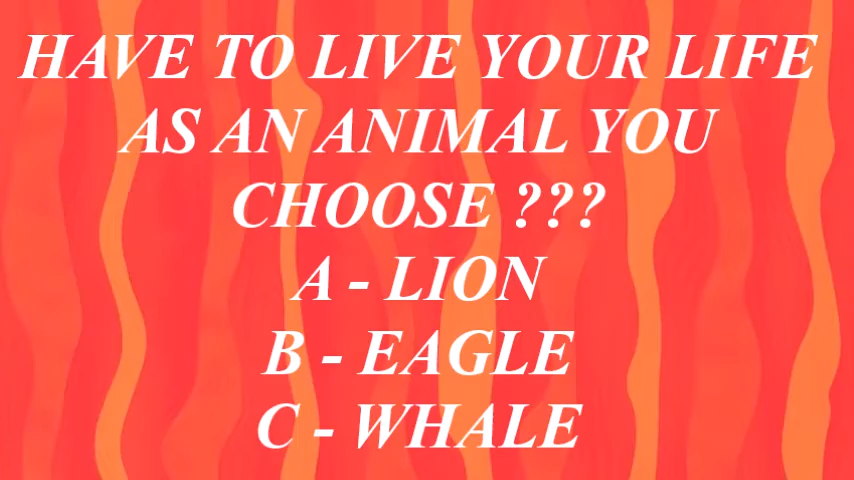 HAVE TO LIVE YOUR LIFE
AS AN ANIMAL YOU
CHOOSE ???
A - LION
B - EAGLE
C - WHALE